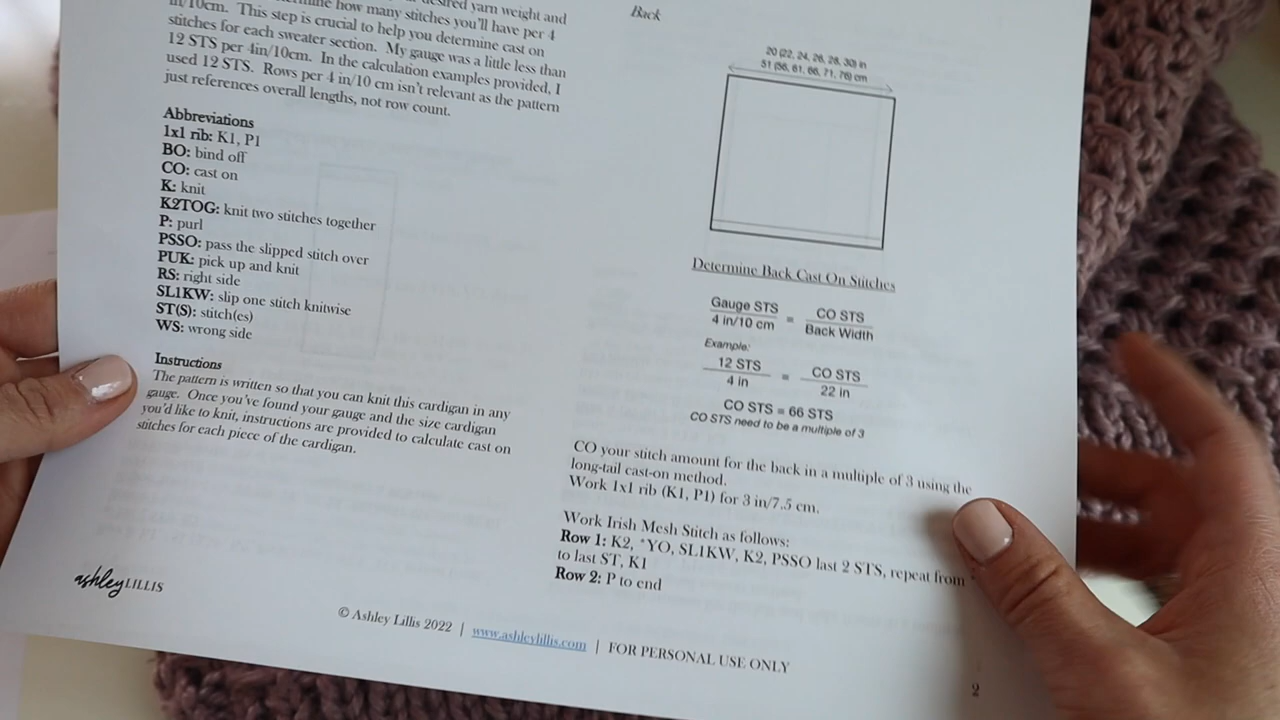 desired yarn weight and
how many stitches you'll have per 4
in/10cm. This step is crucial to help you determine cast on
stitches for each sweater section. My gauge was a little less than
12 STS per 4in/10cm. In the calculation examples provided, I
used 12 STS. Rows per 4 in/10 cm isn't relevant as the pattern
just references overall lengths, not row count.
Abbreviations
1x1 rib: K1, P1
BO: bind off
CO: cast on
K: knit
K2TOG: knit two stitches together
P: purl
PSSO: pass the slipped stitch over
PUK: pick up and knit
RS: right side
SL1KW: slip one stitch knitwise
ST(S): stitch(es)
WS: wrong side
Instructions
The pattern is written so that you can knit this cardigan in any
gauge. Once you've found your gauge and the size cardigan
you'd like to knit, instructions are provided to calculate cast on
stitches for each piece of the cardigan.
Back
20 (22, 24, 26, 28, 30) in
51 (56, 61, 66, 71, 76) cm
Determine Back Cast On Stitches
Gauge STS
4 in/10 cm
=
CO STS
Back Width
Example:
12 STS
4 in
=
CO STS
22 in
CO STS = 66 STS
CO STS need to be a multiple of 3
CO your stitch amount for the back in a multiple of 3 using the
long-tail cast-on method.
Work 1x1 rib (K1, P1) for 3 in/7.5 cm.
Work Irish Mesh Stitch as follows:
Row 1: K2, *YO, SL1KW, K2, PSSO last 2 STS, repeat from
to last ST, K1
Row 2: P to end
ashley LILLIS
© Ashley Lillis 2022 | www.ashleylillis.com | FOR PERSONAL USE ONLY
2